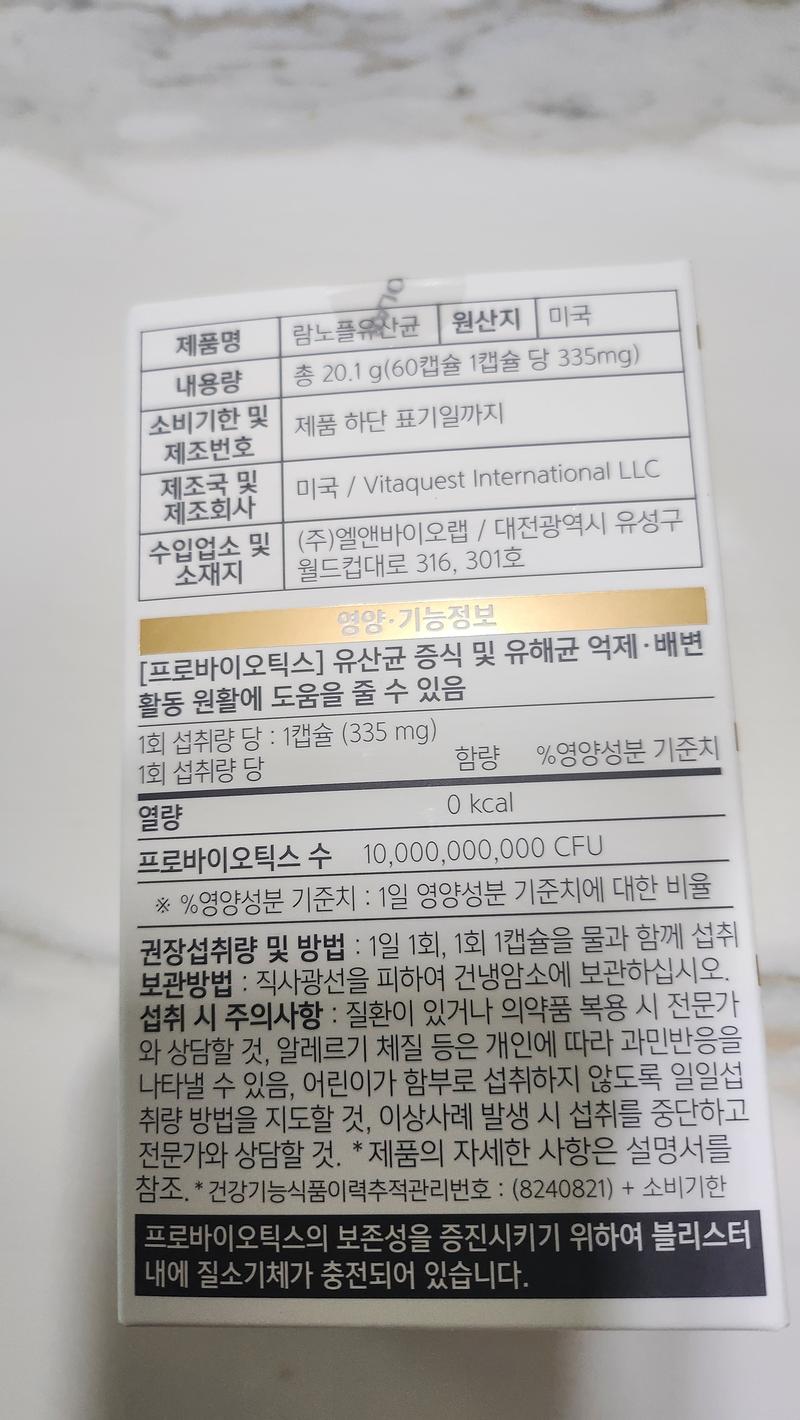 제품명 람노플유산균 원산지 미국
내용량 총 20.1 g(60캡슐 1캡슐 당 335mg)
소비기한 및
제조번호 제품 하단 표기일까지
제조국 및
제조회사 미국 / Vitaquest International LLC
수입업소 및
소재지 (주)엘앤바이오랩 / 대전광역시 유성구
월드컵대로 316, 301호
영양·기능정보
[프로바이오틱스] 유산균 증식 및 유해균 억제·배변
활동 원활에 도움을 줄 수 있음
1회 섭취량 당 : 1캡슐 (335 mg)
1회 섭취량 당 함량 %영양성분 기준치
열량 0 kcal
프로바이오틱스 수 10,000,000,000 CFU
※ %영양성분 기준치 : 1일 영양성분 기준치에 대한 비율
권장섭취량 및 방법 : 1일 1회, 1회 1캡슐을 물과 함께 섭취
보관방법 : 직사광선을 피하여 건냉암소에 보관하십시오.
섭취 시 주의사항 : 질환이 있거나 의약품 복용 시 전문가
와 상담할 것, 알레르기 체질 등은 개인에 따라 과민반응을
나타낼 수 있음, 어린이가 함부로 섭취하지 않도록 일일섭
취량 방법을 지도할 것, 이상사례 발생 시 섭취를 중단하고
전문가와 상담할 것. *제품의 자세한 사항은 설명서를
참조. *건강기능식품이력추적관리번호 : (8240821) + 소비기한
프로바이오틱스의 보존성을 증진시키기 위하여 블리스터
내에 질소기체가 충전되어 있습니다.